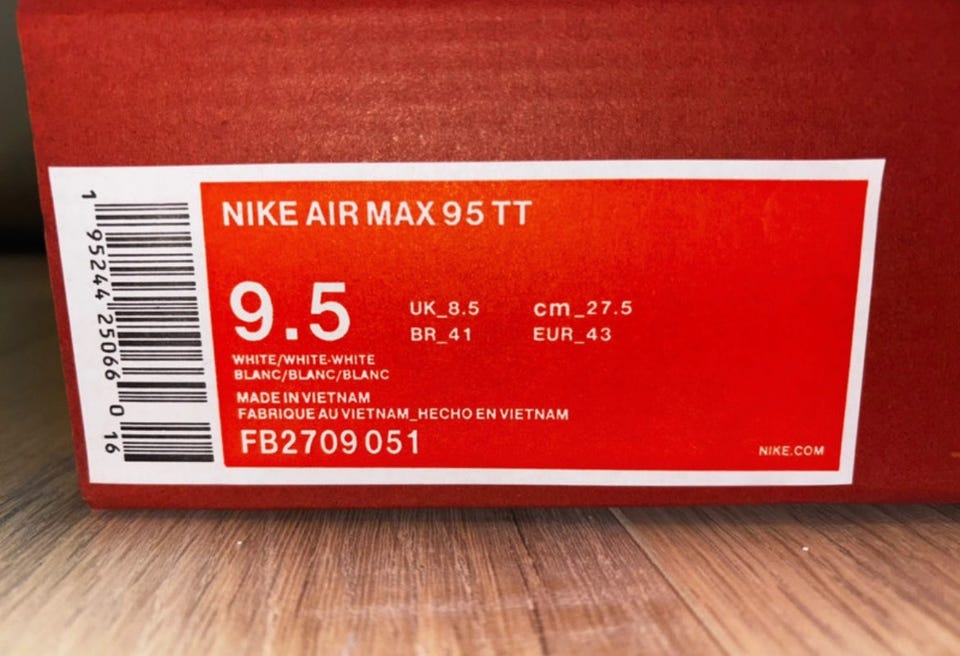 NIKE AIR MAX 95 TT
9.5
UK_8.5 cm_27.5
BR_41 EUR_43
WHITE/WHITE-WHITE
BLANC/BLANC/BLANC
MADE IN VIETNAM
FABRIQUE AU VIETNAM_HECHO EN VIETNAM
FB2709 051
NIKE.COM
1 95244 25066 0 16